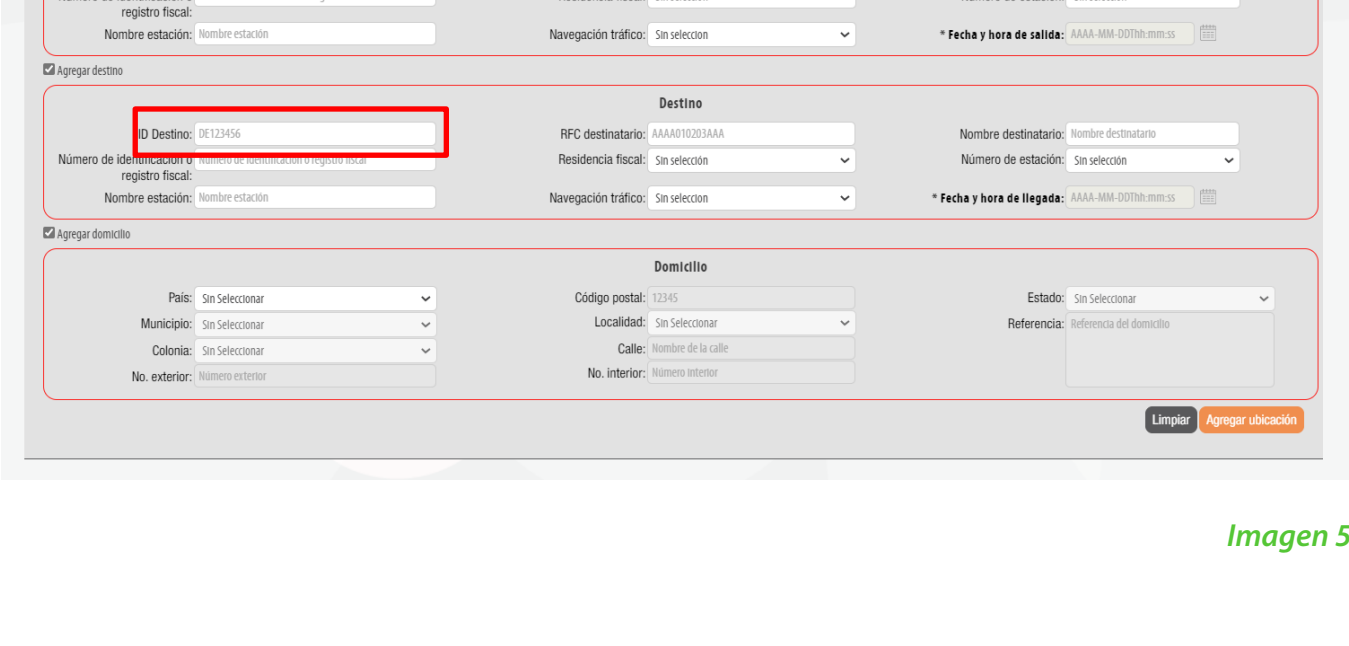 registro fiscal:
Nombre estación: Nombre estación Navegación tráfico: Sin seleccion * Fecha y hora de salida: AAAA-MM-DDThh:mm:ss
Agregar destino
Destino
ID Destino: DE123456 RFC destinatario: AAAA010203AAA Nombre destinatario: Nombre destinatario
Número de identificación o Número de identificación o registro fiscal Residencia fiscal: Sin selección Número de estación: Sin selección
registro fiscal:
Nombre estación: Nombre estación Navegación tráfico: Sin seleccion * Fecha y hora de llegada: AAAA-MM-DDThh:mm:ss
Agregar domicilio
Domicilio
País: Sin Seleccionar Código postal: 12345 Estado: Sin Seleccionar
Municipio: Sin Seleccionar Localidad: Sin Seleccionar Referencia: Referencia del domicilio
Colonia: Sin Seleccionar Calle: Nombre de la calle
No. exterior: Número exterior No. interior: Número interior
Limpiar Agregar ubicación
Imagen 5